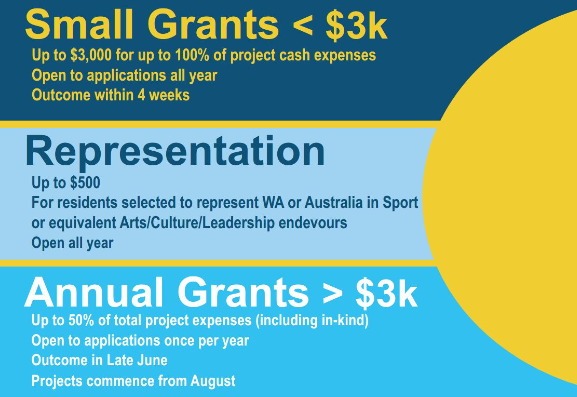 Small Grants < $3k
Up to $3,000 for up to 100% of project cash expenses
Open to applications all year
Outcome within 4 weeks
Representation
Up to $500
For residents selected to represent WA or Australia in Sport
or equivalent Arts/Culture/Leadership endevours
Open all year
Annual Grants > $3k
Up to 50% of total project expenses (including in-kind)
Open to applications once per year
Outcome in Late June
Projects commence from August